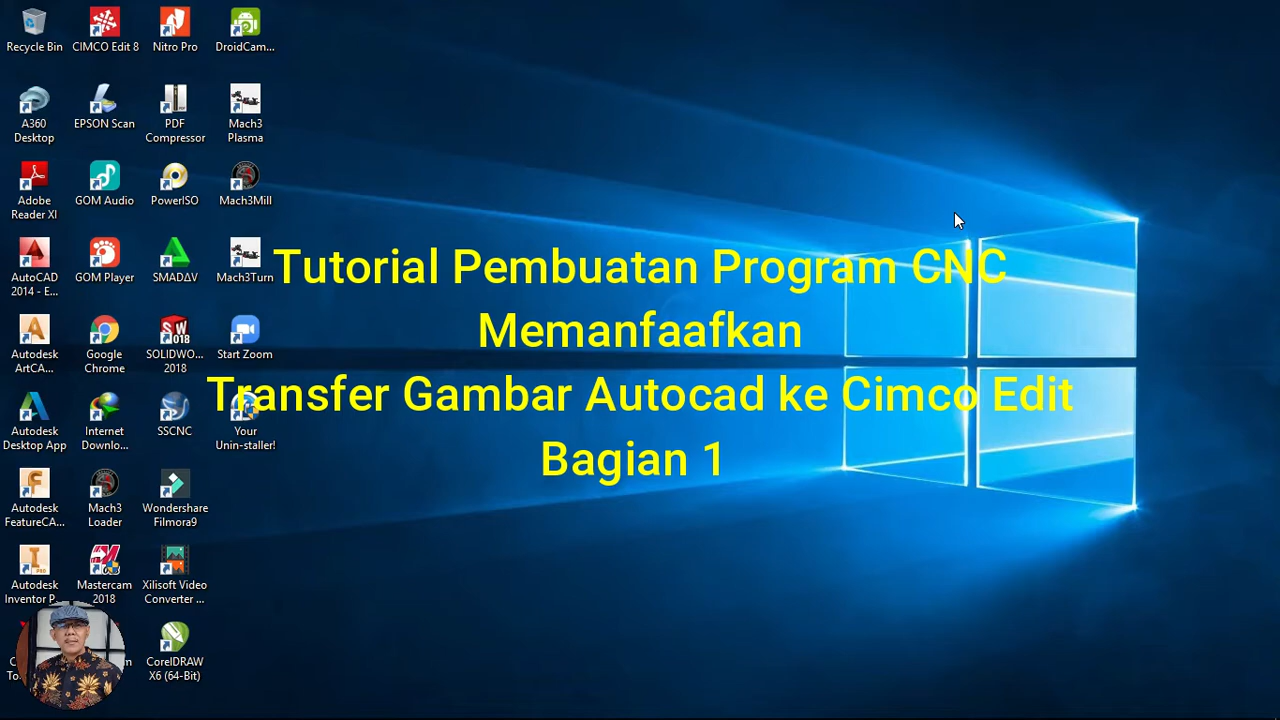 Recycle Bin
CIMCO Edit 8
Nitro Pro
DroidCam...
A360
Desktop
EPSON Scan
PDF
Compressor
Mach3
Plasma
Adobe
Reader XI
GOM Audio
PowerISO
Mach3Mill
AutoCAD
2014 - E...
GOM Player
SMADΔV
Mach3Turn
Tutorial Pembuatan Program CNC
Memanfaafkan
Transfer Gambar Autocad ke Cimco Edit
Bagian 1
Autodesk
ArtCA...
Google
Chrome
SOLIDWO...
2018
Start Zoom
Autodesk
Desktop App
Internet
Downlo...
SSCNC
Your
Unin-staller!
Autodesk
FeatureCA...
Mach3
Loader
Wondershare
Filmora9
Autodesk
Inventor P...
Mastercam
2018
Xilisoft Video
Converter ...
CorelDRAW
X6 (64-Bit)